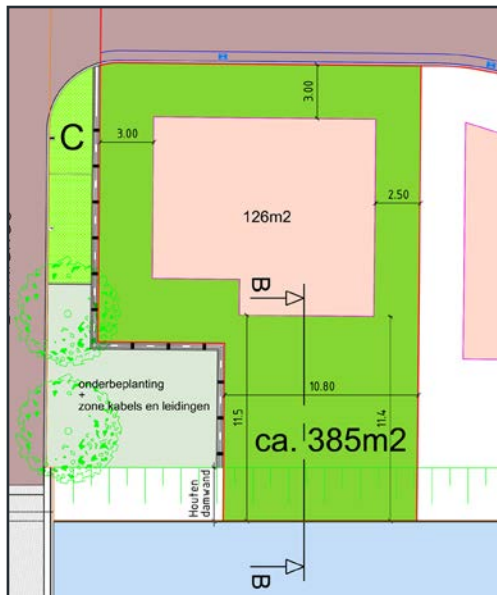 3.00
C
3.00
2.50
126m2
B
onderbeplanting
+
zone kabels en leidingen
10.80
11.5
11.4
ca. 385m2
Houten
damwand
B